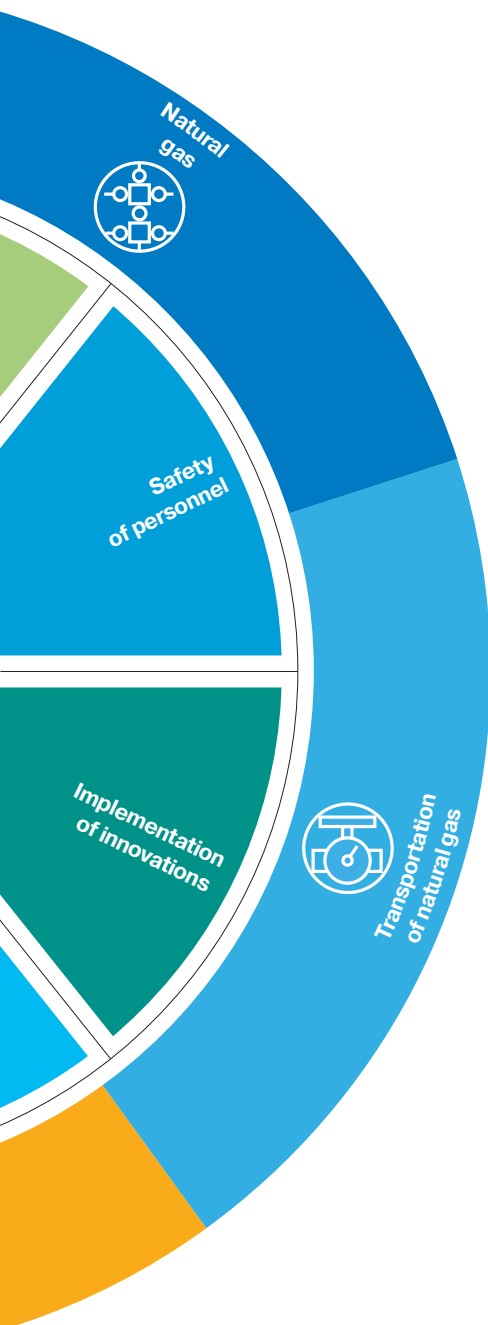 Natural
gas
Safety
of personnel
Implementation
of innovations
Transportation
of natural gas